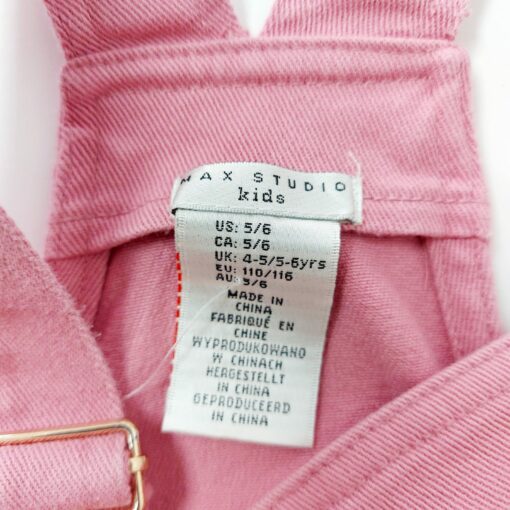 MAX STUDIO
kids
US: 5/6
CA: 5/6
UK: 4-5/5-6yrs
EU: 110/116
AU: 5/6
MADE IN
CHINA
FABRIQUÉ EN
CHINE
WYPRODUKOWANO
W CHINACH
HERGESTELLT
IN CHINA
GEPRODUCEERD
IN CHINA